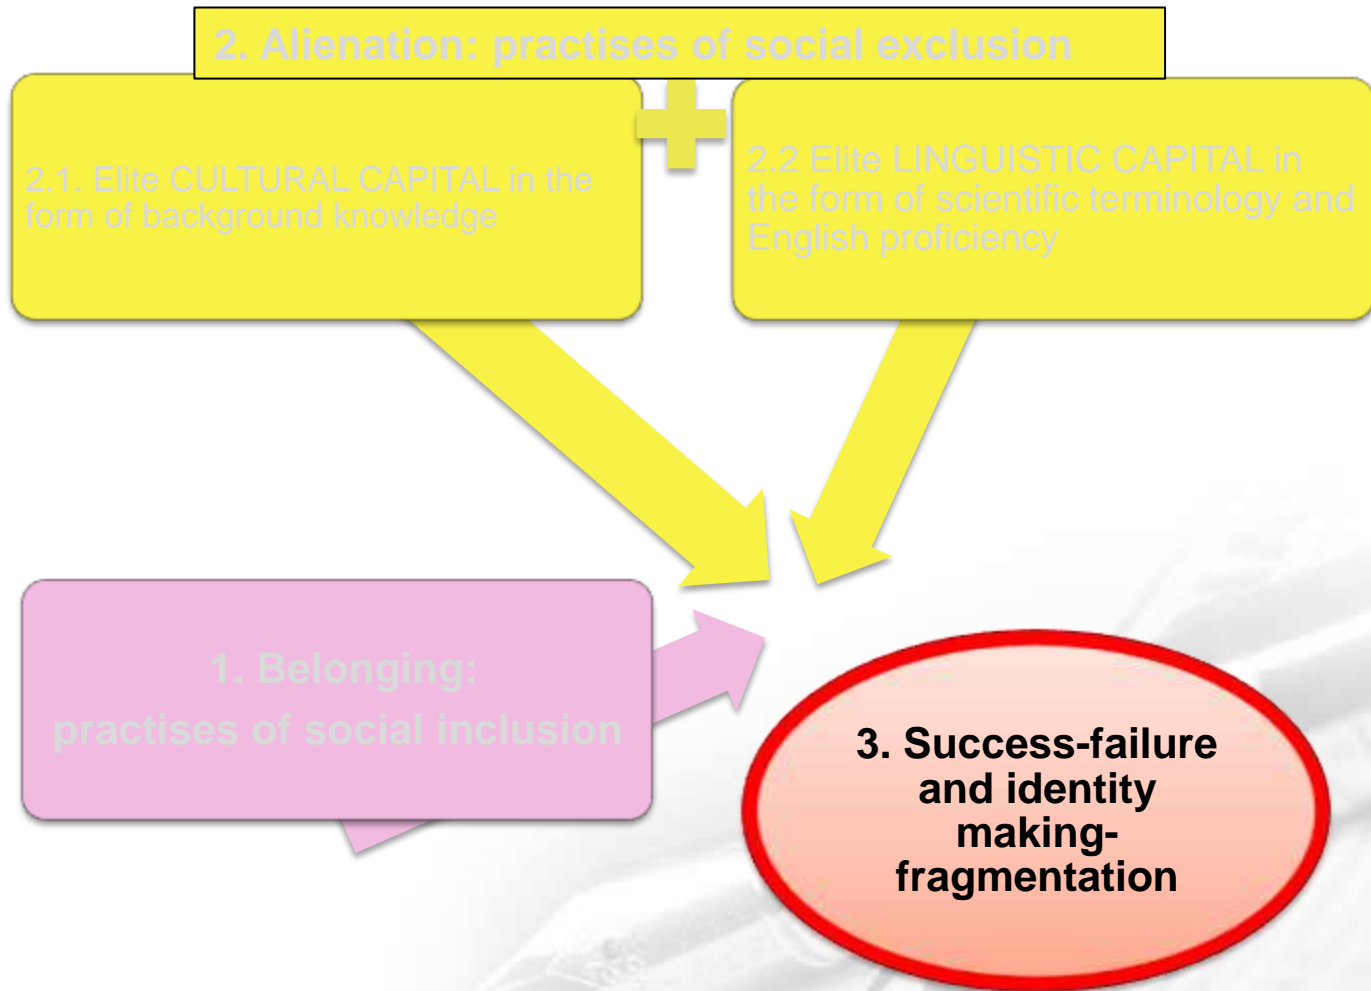 2. Alienation: practises of social exclusion
2.1. Elite CULTURAL CAPITAL in the
form of background knowledge
2.2 Elite LINGUISTIC CAPITAL in
the form of scientific terminology and
English proficiency
1. Belonging:
practises of social inclusion
3. Success-failure
and identity
making-
fragmentation